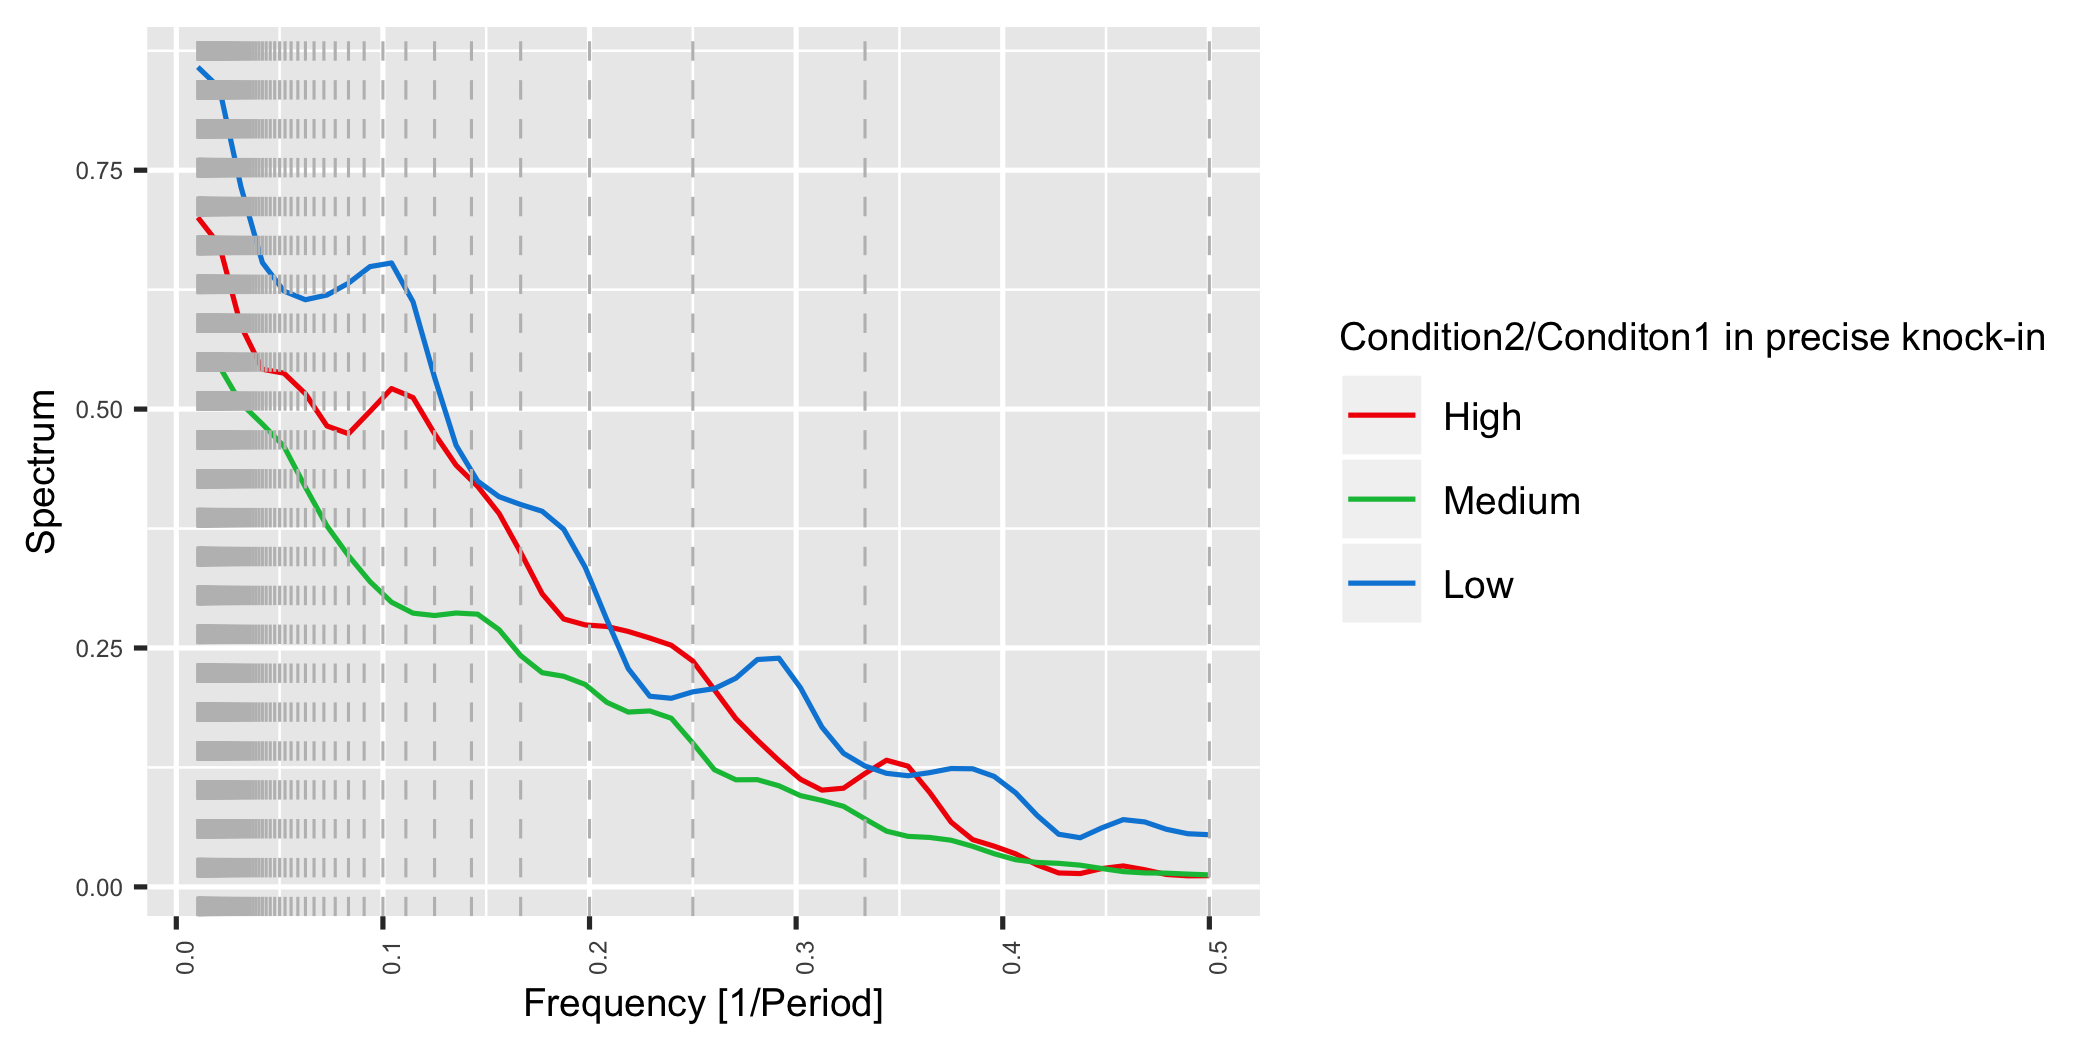 0.75
0.50
0.25
0.00
Spectrum
0.0
0.1
0.2
0.3
0.4
0.5
Frequency [1/Period]
Condition2/Conditon1 in precise knock-in
High
Medium
Low